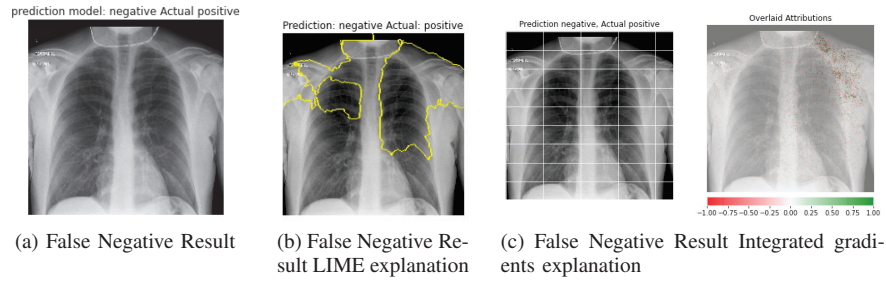 prediction model: negative Actual positive
Prediction: negative Actual: positive
Prediction negative, Actual positive
Overlaid Attributions
−1.00 −0.75 −0.50 −0.25 0.00 0.25 0.50 0.75 1.00
(a) False Negative Result
(b) False Negative Re-
sult LIME explanation
(c) False Negative Result Integrated gradi-
ents explanation